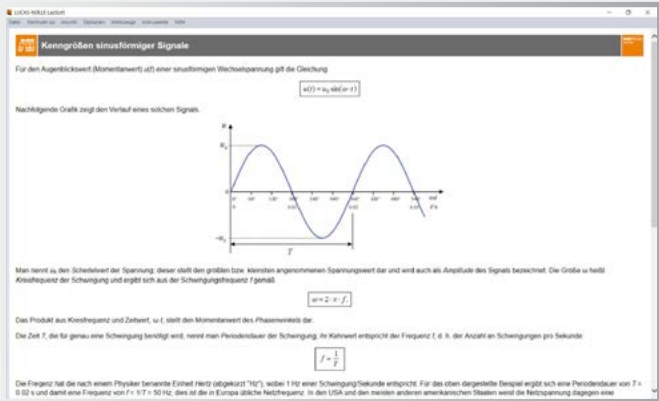 LUCAS-NÜLLE LabSoft
Kenngrößen sinusförmiger Signale
Für den Augenblickswert (Momentanwert) u(t) einer sinusförmigen Wechselspannung gilt die Gleichung
u(t) = u₀ sin(ω·t)
Nachfolgende Grafik zeigt den Verlauf eines solchen Signals.
u
u₀
0
-u₀
T
Man nennt u₀ den Scheitelwert der Spannung; dieser stellt den größten bzw. kleinsten angenommenen Spannungswert dar und wird auch als Amplitude des Signals bezeichnet. Die Größe ω heißt
Kreisfrequenz der Schwingung und ergibt sich aus der Schwingungsfrequenz f gemäß
ω = 2·π·f.
Das Produkt aus Kreisfrequenz und Zeitwert, ω·t, stellt den Momentanwert des Phasenwinkels dar.
Die Zeit T, die für genau eine Schwingung benötigt wird, nennt man Periodendauer der Schwingung, ihr Kehrwert entspricht der Frequenz f, d. h. der Anzahl an Schwingungen pro Sekunde:
f = 1/T
Die Freqenz hat die nach einem Physiker benannte Einheit Hertz (abgekürzt "Hz"), wobei 1 Hz einer Schwingung/Sekunde entspricht. Für das oben dargestellte Beispiel ergibt sich eine Periodendauer von T =
0.02 s und damit eine Frequenz von f = 1/T = 50 Hz; dies ist die in Europa übliche Netzfrequenz. In den USA und den meisten anderen amerikanischen Staaten weist die Netzspannung dagegen eine